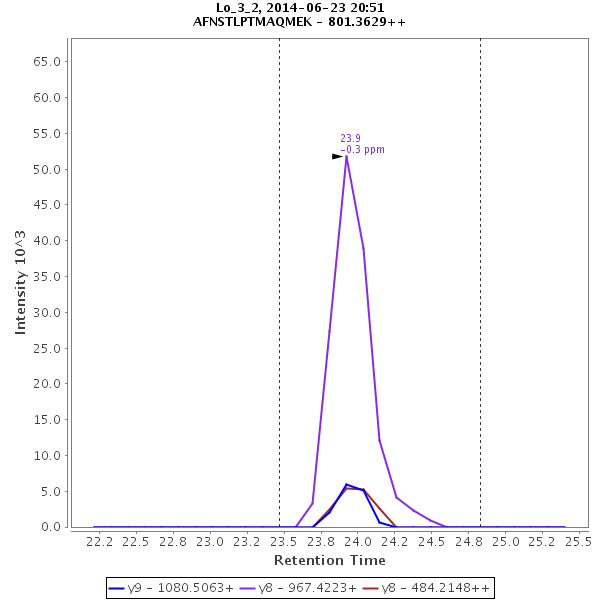 Lo_3_2, 2014-06-23 20:51
AFNSTLPTMAQMEK - 801.3629++
65.0
60.0
55.0
50.0
45.0
40.0
35.0
30.0
25.0
20.0
15.0
10.0
5.0
0.0
Intensity 10^3
23.9
-0.3 ppm
22.2 22.5 22.8 23.0 23.2 23.5 23.8 24.0 24.2 24.5 24.8 25.0 25.2 25.5
Retention Time
y9 - 1080.5063+ y8 - 967.4223+ y8 - 484.2148++